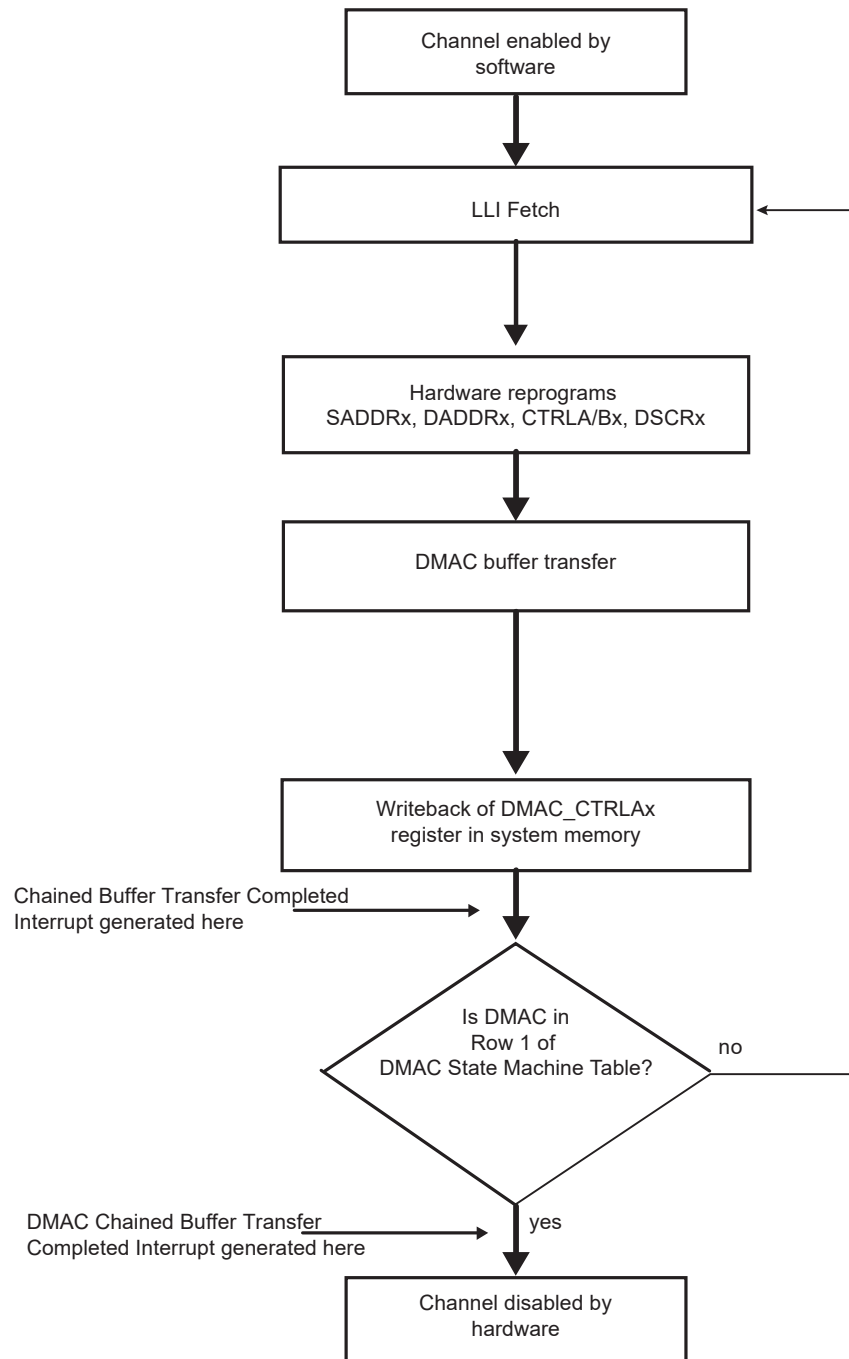 Channel enabled by
software
LLI Fetch
Hardware reprograms
SADDRx, DADDRx, CTRLA/Bx, DSCRx
DMAC buffer transfer
Writeback of DMAC_CTRLAx
register in system memory
Chained Buffer Transfer Completed
Interrupt generated here
Is DMAC in
Row 1 of
DMAC State Machine Table?
no
yes
DMAC Chained Buffer Transfer
Completed Interrupt generated here
Channel disabled by
hardware